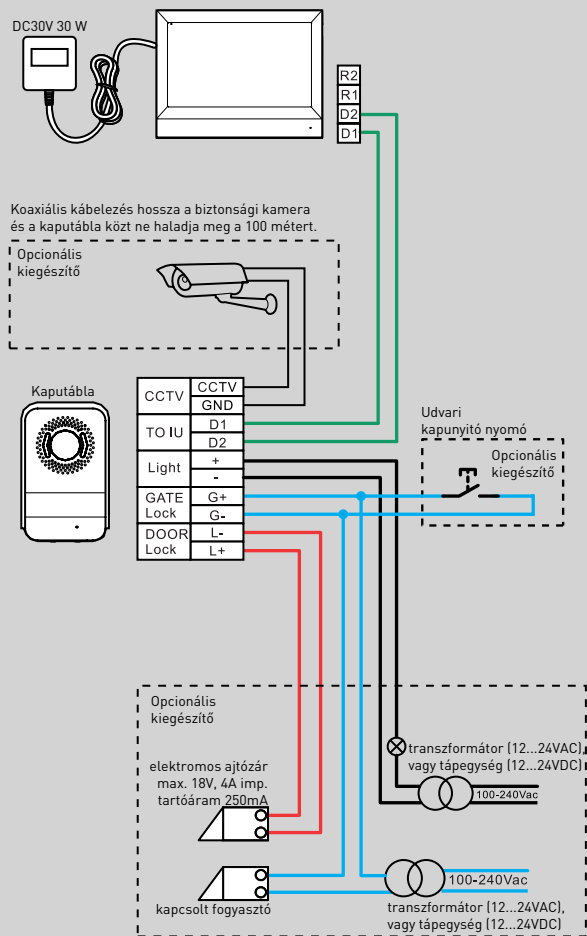 DC30V 30 W
R2
R1
D2
D1
Koaxiális kábelezés hossza a biztonsági kamera
és a kaputábla közt ne haladja meg a 100 métert.
Opcionális
kiegészítő
Kaputábla
CCTV
CCTV
GND
TO IU
D1
D2
Light
+
-
GATE
Lock
G+
G-
DOOR
Lock
L-
L+
Udvari
kapunyitó nyomó
Opcionális
kiegészítő
Opcionális
kiegészítő
elektromos ajtózár
max. 18V, 4A imp.
tartóáram 250mA
transzformátor (12...24VAC),
vagy tápegység (12...24VDC)
100-240Vac
kapcsolt fogyasztó
100-240Vac
transzformátor (12...24VAC),
vagy tápegység (12...24VDC)